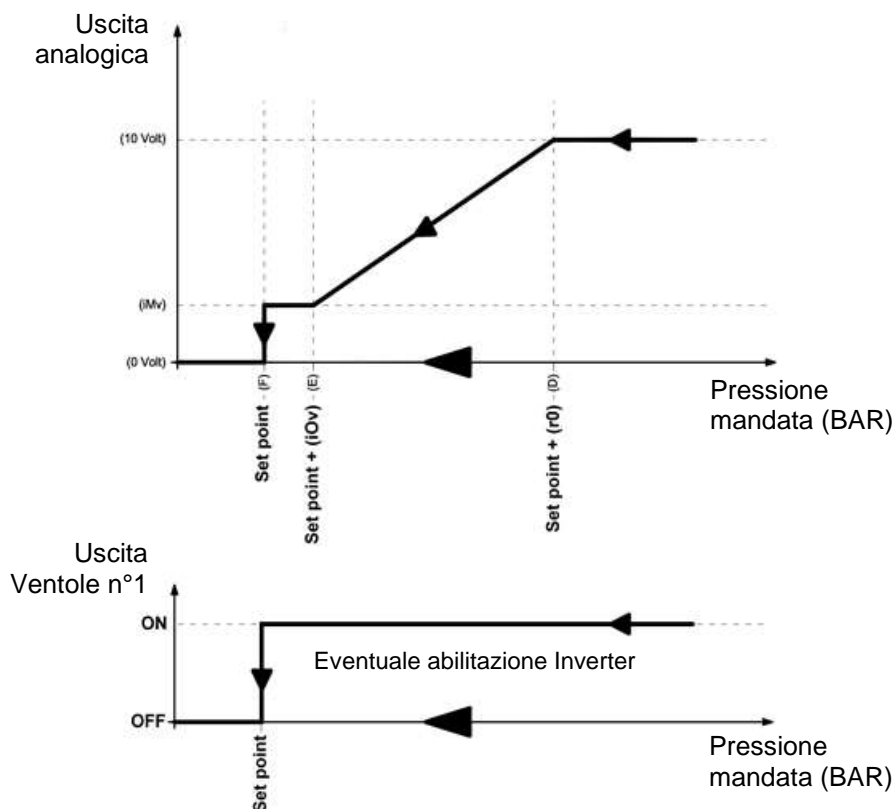 Uscita
analogica
(10 Volt)
(iMv)
(0 Volt)
Set point - (F)
Set point + (iOv) - (E)
Set point + (r0) - (D)
Pressione
mandata (BAR)
Uscita
Ventole n°1
ON
Eventuale abilitazione Inverter
OFF
Set point
Pressione
mandata (BAR)